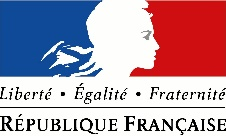 Liberté • Égalité • Fraternité
RÉPUBLIQUE FRANÇAISE